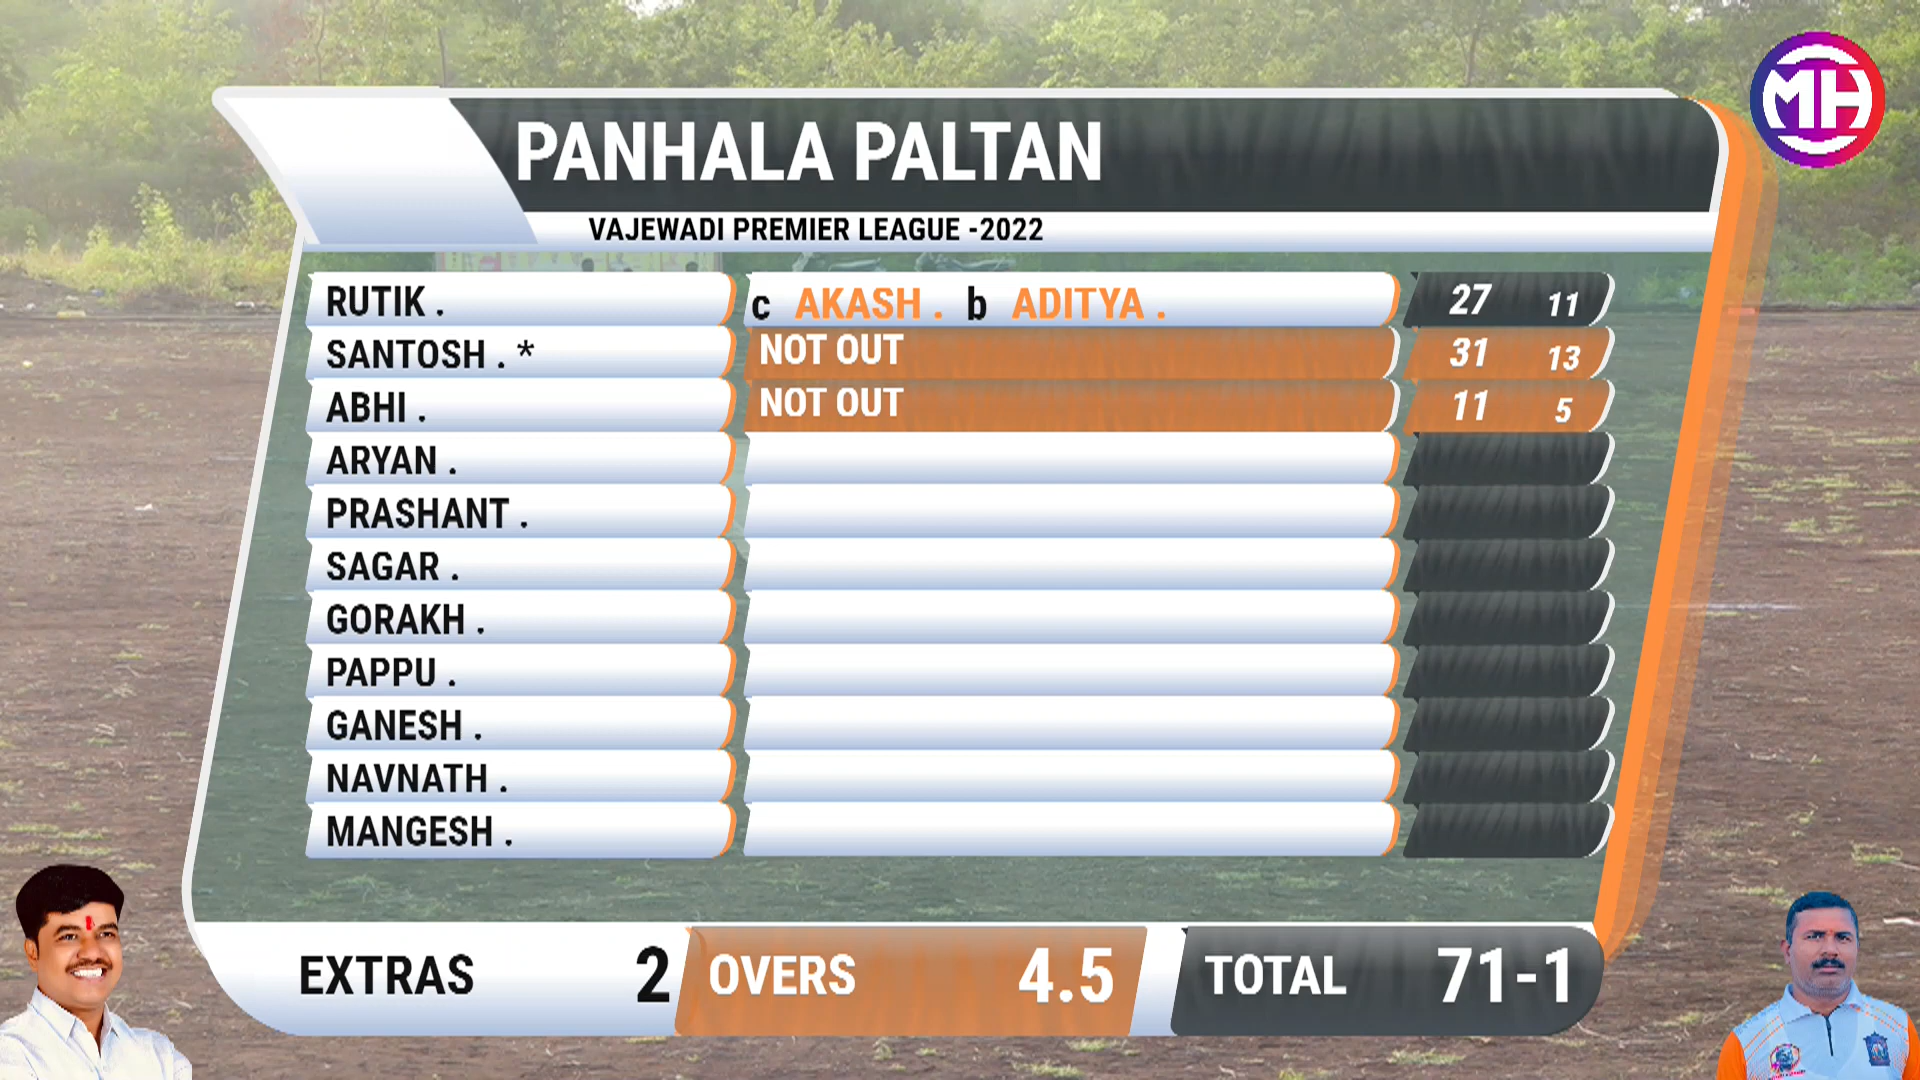 MH
PANHALA PALTAN
VAJEWADI PREMIER LEAGUE -2022
RUTIK . c AKASH . b ADITYA . 27 11
SANTOSH . * NOT OUT 31 13
ABHI . NOT OUT 11 5
ARYAN .
PRASHANT .
SAGAR .
GORAKH .
PAPPU .
GANESH .
NAVNATH .
MANGESH .
EXTRAS 2 OVERS 4.5 TOTAL 71-1